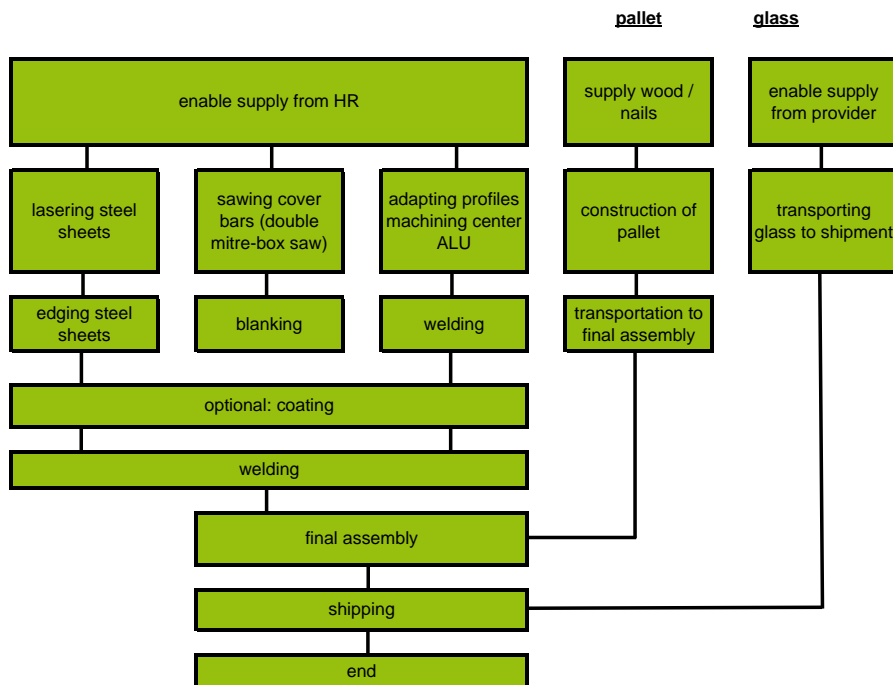 pallet
glass
enable supply from HR
supply wood /
nails
enable supply
from provider
lasering steel
sheets
sawing cover
bars (double
mitre-box saw)
adapting profiles
machining center
ALU
construction of
pallet
transporting
glass to shipment
edging steel
sheets
blanking
welding
transportation to
final assembly
optional: coating
welding
final assembly
shipping
end